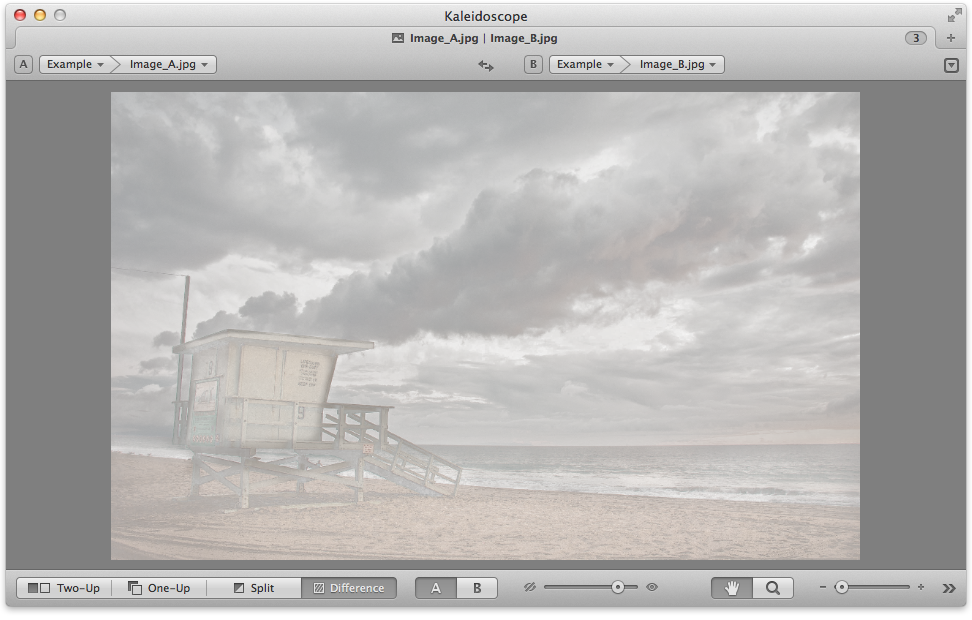 Kaleidoscope
Image_A.jpg | Image_B.jpg
3
A Example Image_A.jpg B Example Image_B.jpg
9
Two-Up One-Up Split Difference A B